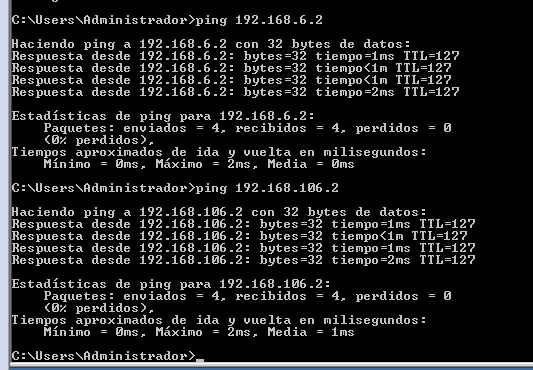 C:\Users\Administrador>ping 192.168.6.2
Haciendo ping a 192.168.6.2 con 32 bytes de datos:
Respuesta desde 192.168.6.2: bytes=32 tiempo=1ms TTL=127
Respuesta desde 192.168.6.2: bytes=32 tiempo<1m TTL=127
Respuesta desde 192.168.6.2: bytes=32 tiempo<1m TTL=127
Respuesta desde 192.168.6.2: bytes=32 tiempo=2ms TTL=127
Estadísticas de ping para 192.168.6.2:
Paquetes: enviados = 4, recibidos = 4, perdidos = 0
(0% perdidos),
Tiempos aproximados de ida y vuelta en milisegundos:
Mínimo = 0ms, Máximo = 2ms, Media = 0ms
C:\Users\Administrador>ping 192.168.106.2
Haciendo ping a 192.168.106.2 con 32 bytes de datos:
Respuesta desde 192.168.106.2: bytes=32 tiempo=1ms TTL=127
Respuesta desde 192.168.106.2: bytes=32 tiempo<1m TTL=127
Respuesta desde 192.168.106.2: bytes=32 tiempo=1ms TTL=127
Respuesta desde 192.168.106.2: bytes=32 tiempo=2ms TTL=127
Estadísticas de ping para 192.168.106.2:
Paquetes: enviados = 4, recibidos = 4, perdidos = 0
(0% perdidos),
Tiempos aproximados de ida y vuelta en milisegundos:
Mínimo = 0ms, Máximo = 2ms, Media = 1ms
C:\Users\Administrador>_